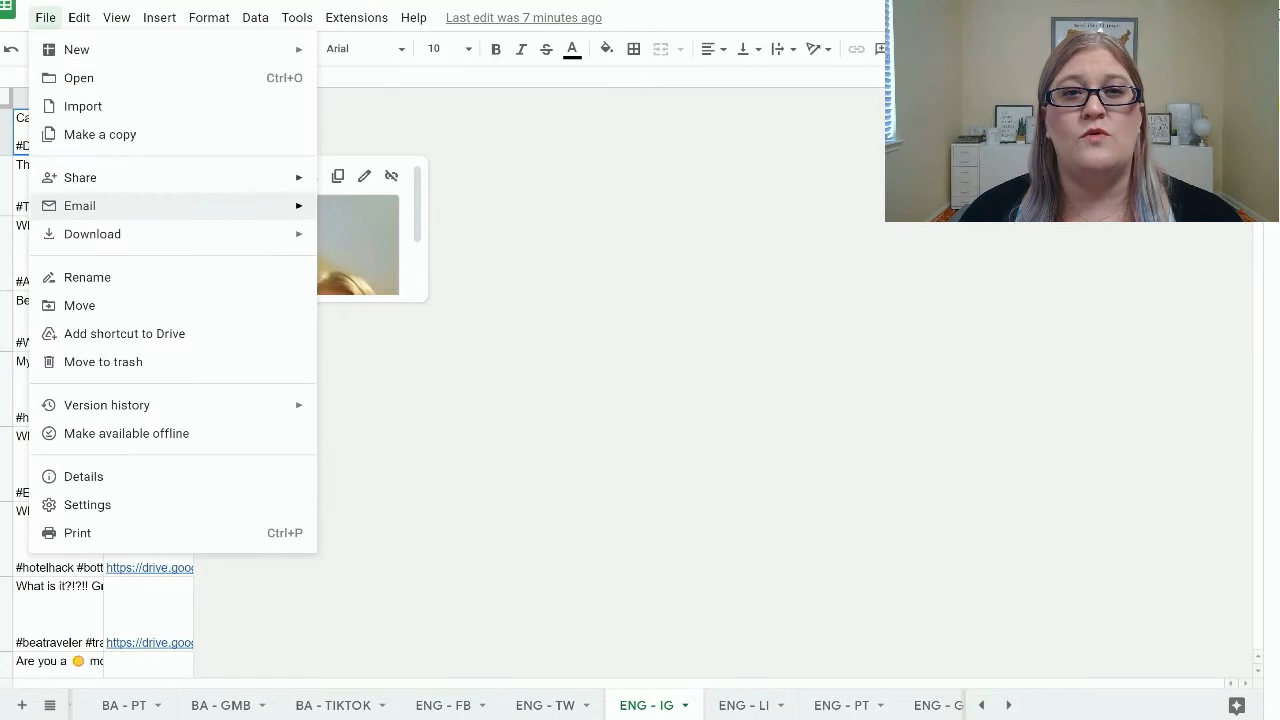 File Edit View Insert Format Data Tools Extensions Help Last edit was 7 minutes ago
Arial 10 B I S A
New
Open Ctrl+O
Import
Make a copy
Share
Email
Download
Rename
Move
Add shortcut to Drive
Move to trash
Version history
Make available offline
Details
Settings
Print Ctrl+P
#hotelhack #bott https://drive.goo
What is it?!?!! Gr
#beatraveler #tra https://drive.goo
Are you a 🟡 mo
BA - PT BA - GMB BA - TIKTOK ENG - FB ENG - TW ENG - IG ENG - LI ENG - PT ENG - G